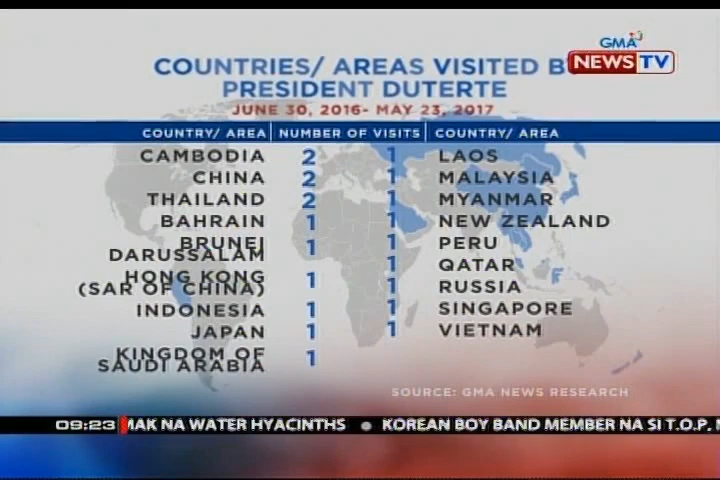 GMA
NEWS TV
COUNTRIES/ AREAS VISITED B
PRESIDENT DUTERTE
JUNE 30, 2016- MAY 23, 2017
COUNTRY/ AREA NUMBER OF VISITS COUNTRY/ AREA
CAMBODIA 2 1 LAOS
CHINA 2 1 MALAYSIA
THAILAND 2 1 MYANMAR
BAHRAIN 1 1 NEW ZEALAND
BRUNEI
DARUSSALAM 1 1 PERU
1 QATAR
HONG KONG
(SAR OF CHINA) 1 1 RUSSIA
INDONESIA 1 1 SINGAPORE
JAPAN 1 1 VIETNAM
KINGDOM OF
SAUDI ARABIA 1
SOURCE: GMA NEWS RESEARCH
09:23 MAK NA WATER HYACINTHS ● KOREAN BOY BAND MEMBER NA SI T.O.P.